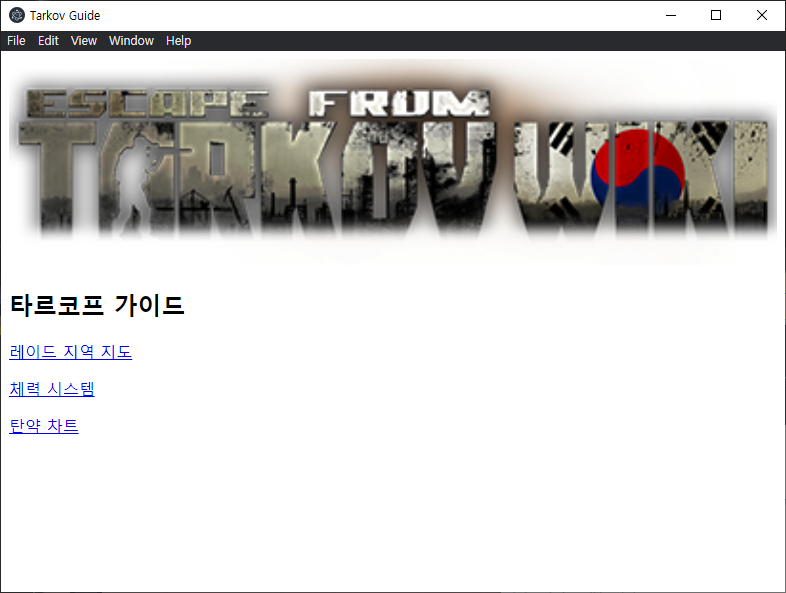 Tarkov Guide
File Edit View Window Help
ESCAPE FROM
TARKOV WIKI
타르코프 가이드
레이드 지역 지도
체력 시스템
탄약 차트